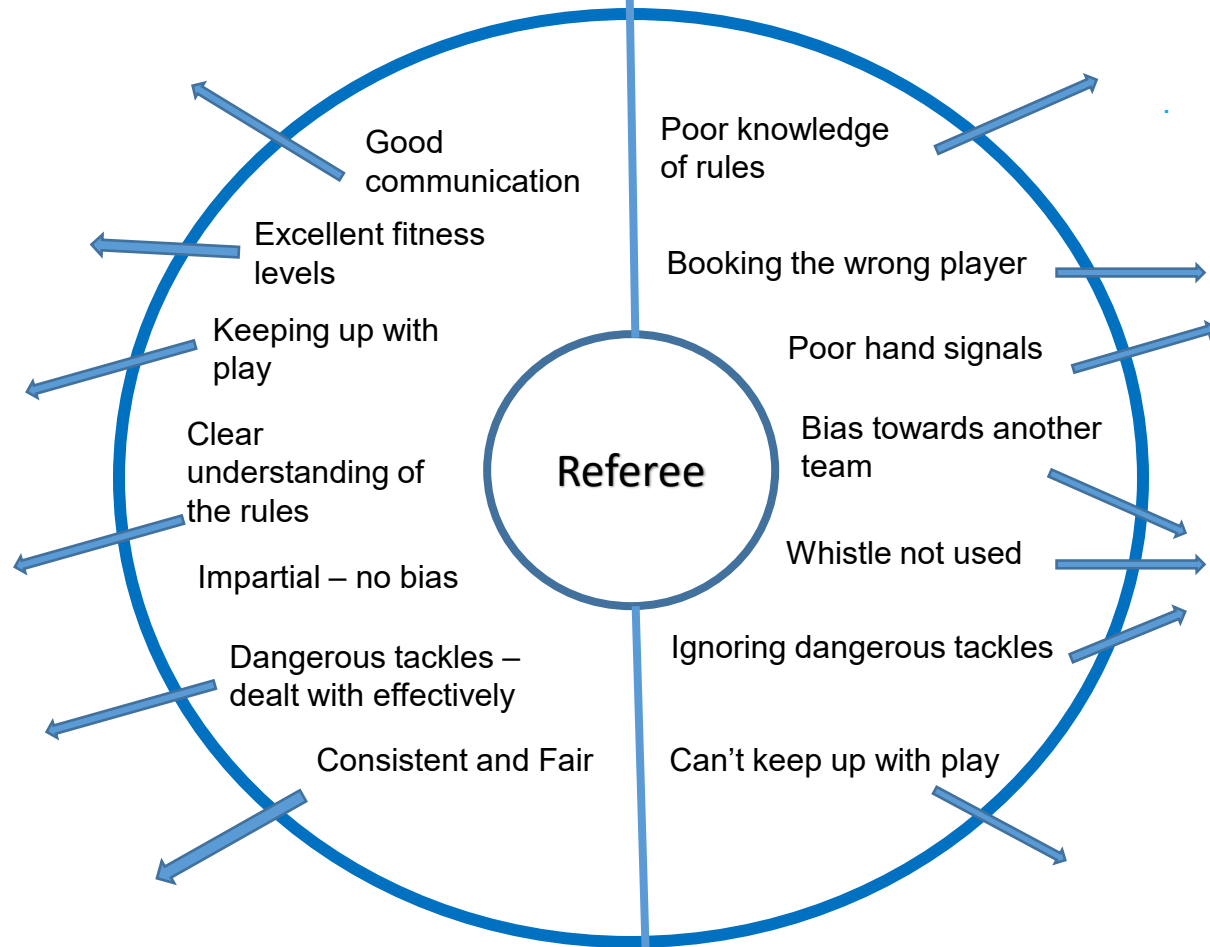 Good
communication
Excellent fitness
levels
Keeping up with
play
Clear
understanding of
the rules
Impartial – no bias
Dangerous tackles –
dealt with effectively
Consistent and Fair
Referee
Poor knowledge
of rules
Booking the wrong player
Poor hand signals
Bias towards another
team
Whistle not used
Ignoring dangerous tackles
Can’t keep up with play